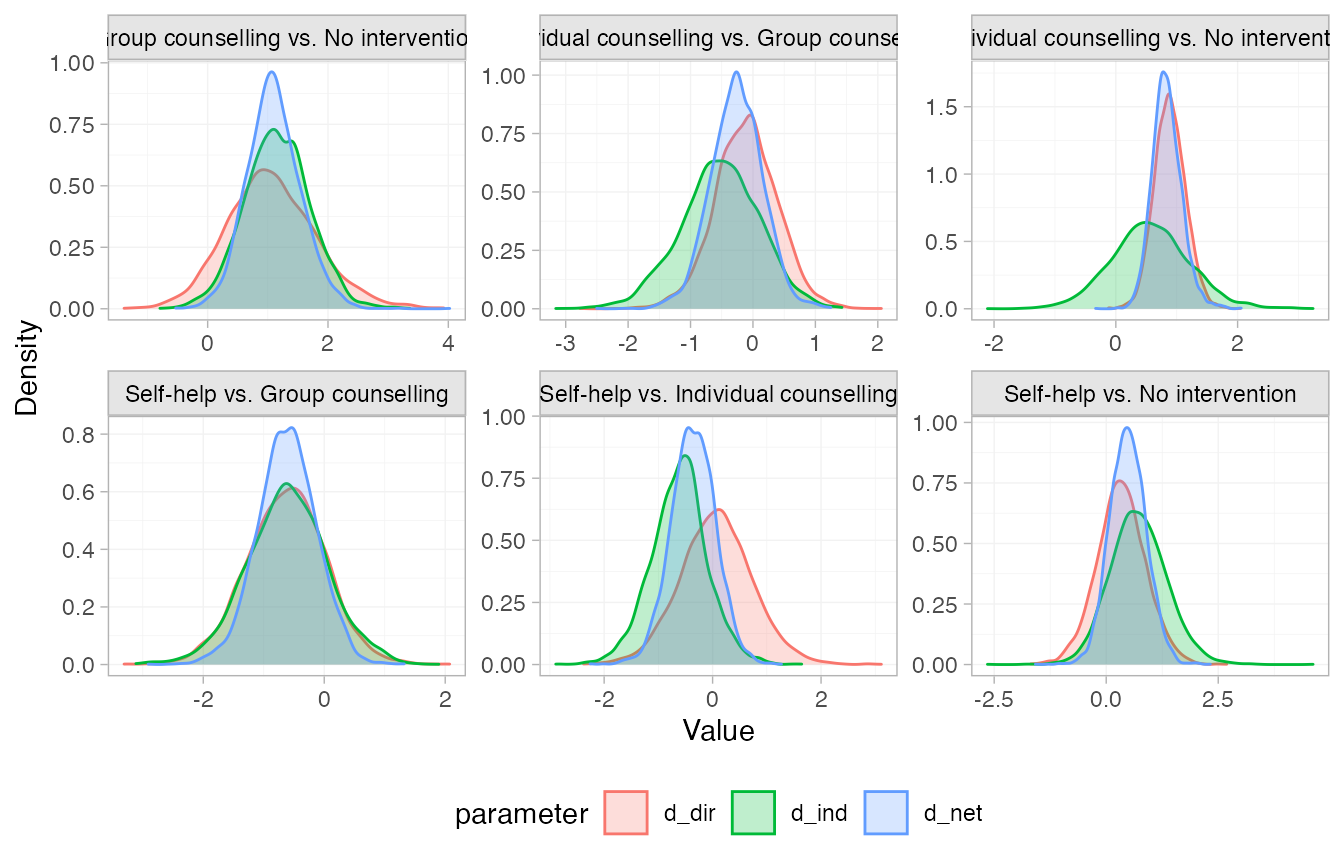 Group counselling vs. No interventio
vidual counselling vs. Group counse
ividual counselling vs. No intervent
1.00
0.75
0.50
0.25
0.00
0 2 4
1.00
0.75
0.50
0.25
0.00
-3 -2 -1 0 1 2
1.5
1.0
0.5
0.0
-2 0 2
Density
Self-help vs. Group counselling
Self-help vs. Individual counselling
Self-help vs. No intervention
0.8
0.6
0.4
0.2
0.0
-2 0 2
1.00
0.75
0.50
0.25
0.00
-2 0 2
1.00
0.75
0.50
0.25
0.00
-2.5 0.0 2.5
Value
parameter d_dir d_ind d_net